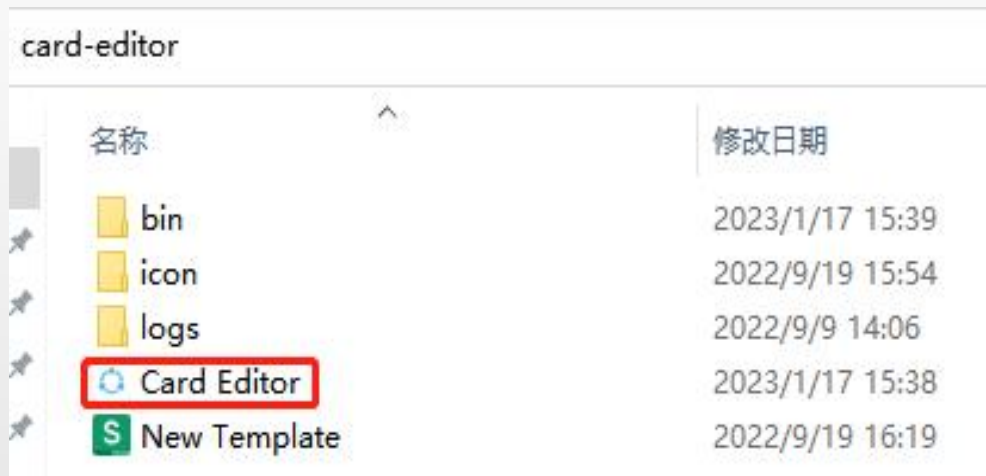 card-editor
名称 修改日期
bin 2023/1/17 15:39
icon 2022/9/19 15:54
logs 2022/9/9 14:06
Card Editor 2023/1/17 15:38
S New Template 2022/9/19 16:19